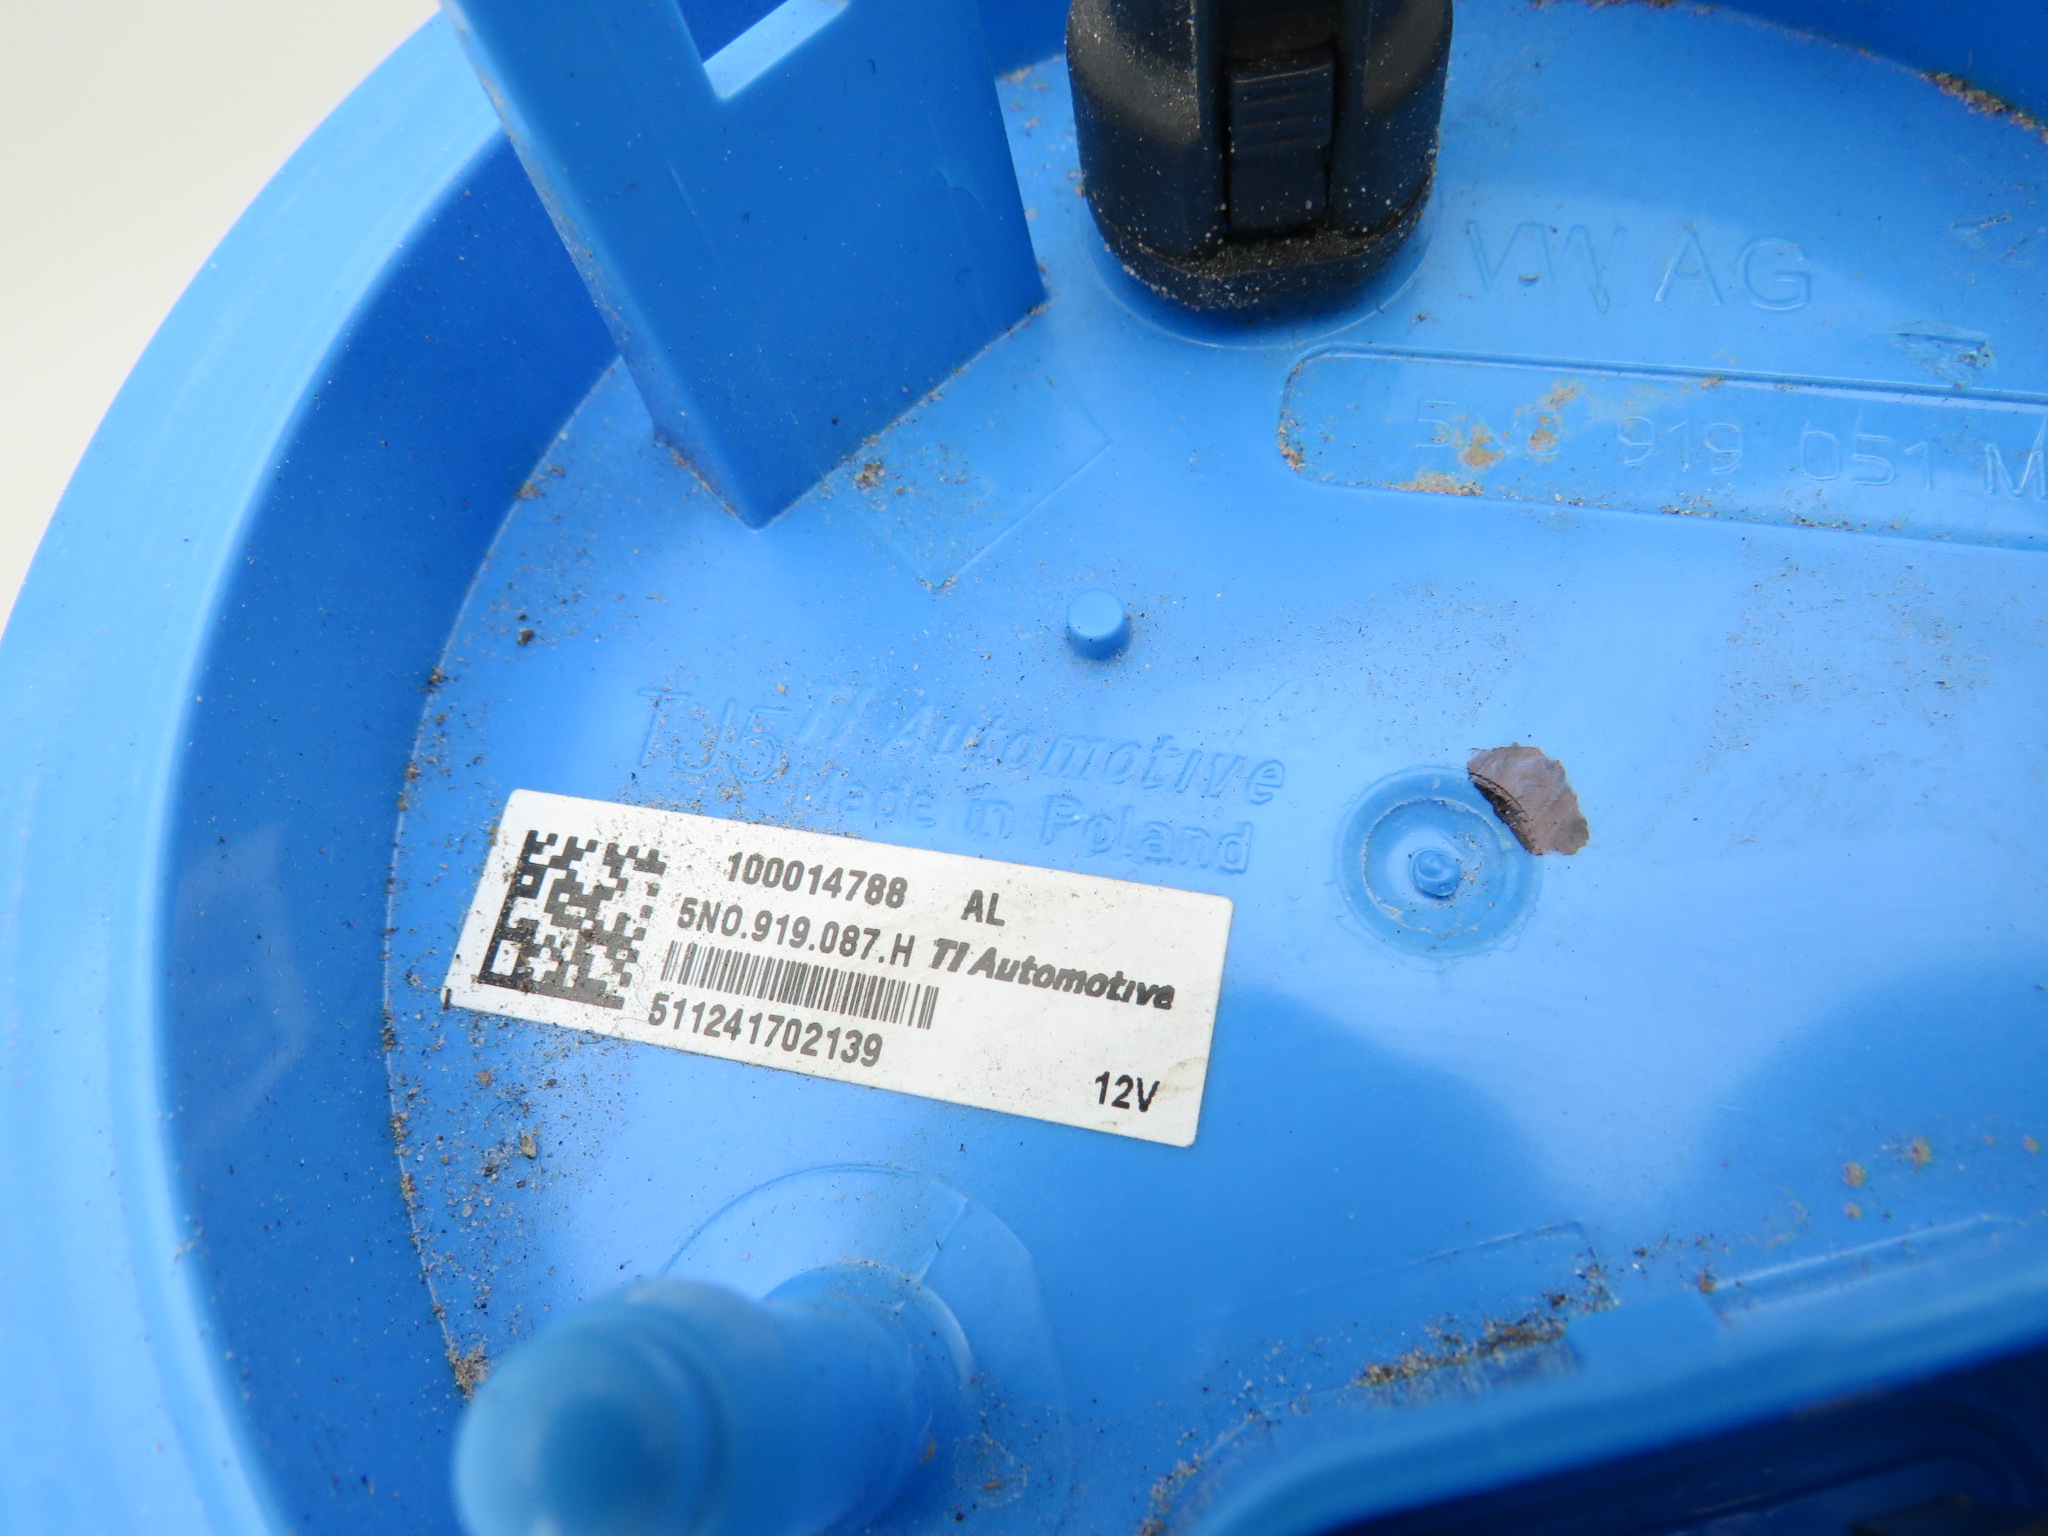 VW AG
5N0 919 051 M
TJ5 TI Automotive
Made in Poland
100014788 AL
5N0.919.087.H TI Automotive
511241702139
12V